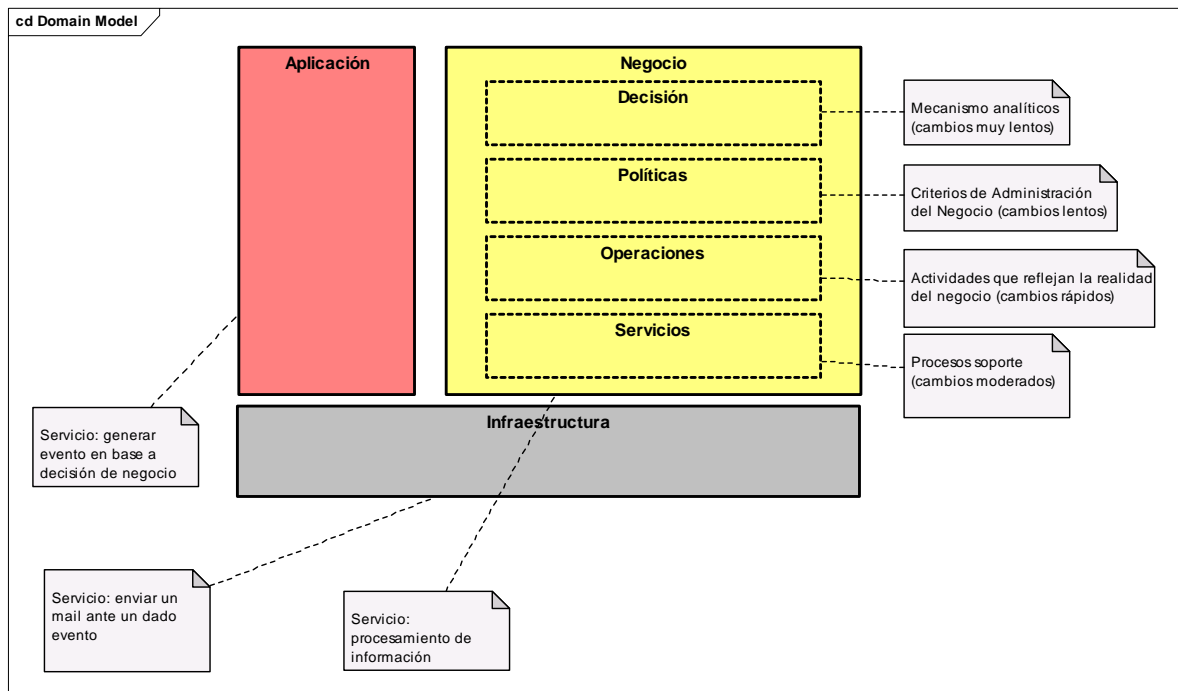 cd Domain Model
Aplicación
Negocio
Decisión
Mecanismo analíticos
(cambios muy lentos)
Políticas
Criterios de Administración
del Negocio (cambios lentos)
Operaciones
Actividades que reflejan la realidad
del negocio (cambios rápidos)
Servicios
Procesos soporte
(cambios moderados)
Infraestructura
Servicio: generar
evento en base a
decisión de negocio
Servicio: enviar un
mail ante un dado
evento
Servicio:
procesamiento de
información